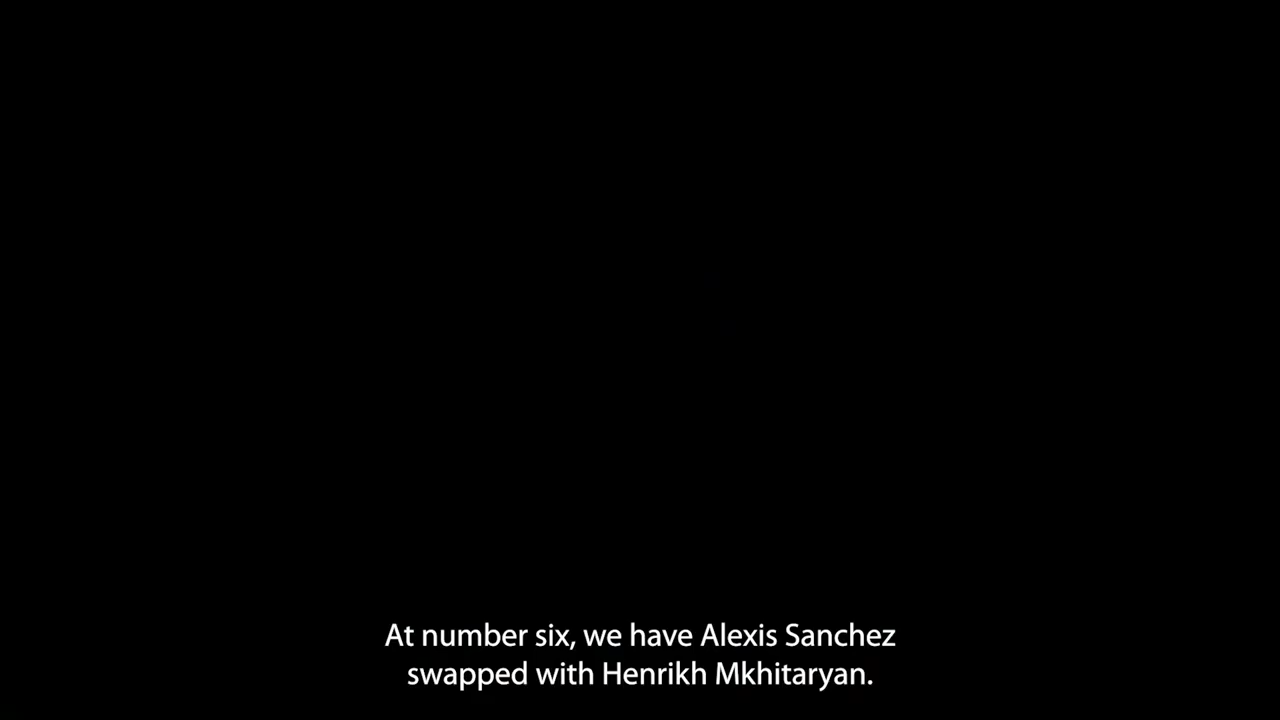 At number six, we have Alexis Sanchez
swapped with Henrikh Mkhitaryan.